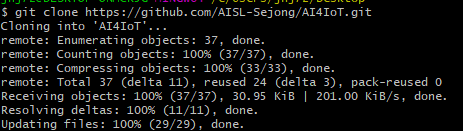 $ git clone https://github.com/AISL-Sejong/AI4IoT.git
Cloning into 'AI4IoT'...
remote: Enumerating objects: 37, done.
remote: Counting objects: 100% (37/37), done.
remote: Compressing objects: 100% (33/33), done.
remote: Total 37 (delta 11), reused 24 (delta 3), pack-reused 0
Receiving objects: 100% (37/37), 30.95 KiB | 201.00 KiB/s, done.
Resolving deltas: 100% (11/11), done.
Updating files: 100% (29/29), done.